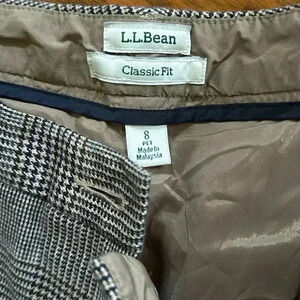 L.L.Bean
Classic Fit
8
PET
Made In
Malaysia